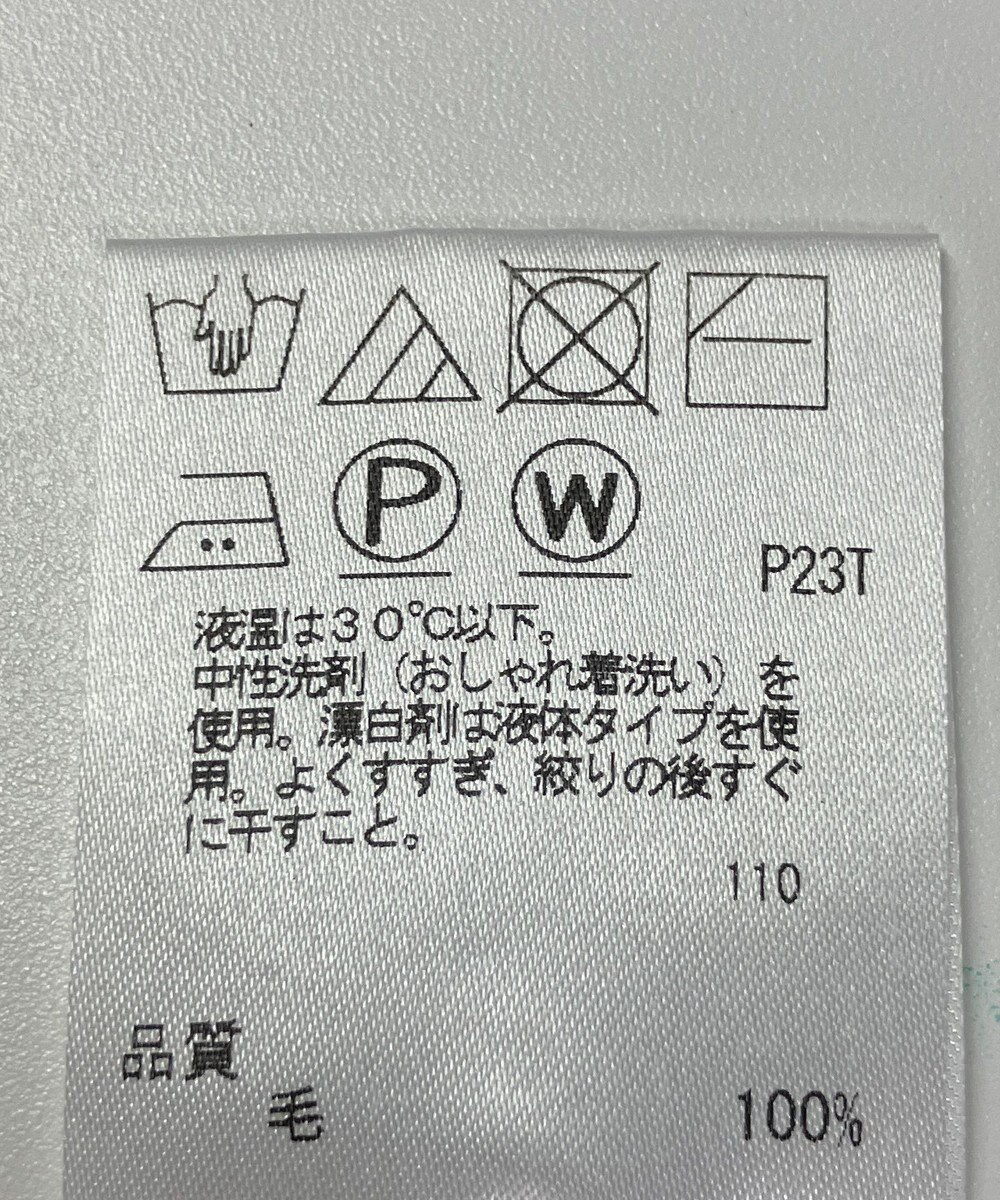 P W
P23T
液温は30℃以下。
中性洗剤（おしゃれ着洗い）を
使用。漂白剤は液体タイプを使
用。よくすすぎ、絞りの後すぐ
に干すこと。
110
品質
毛 100%